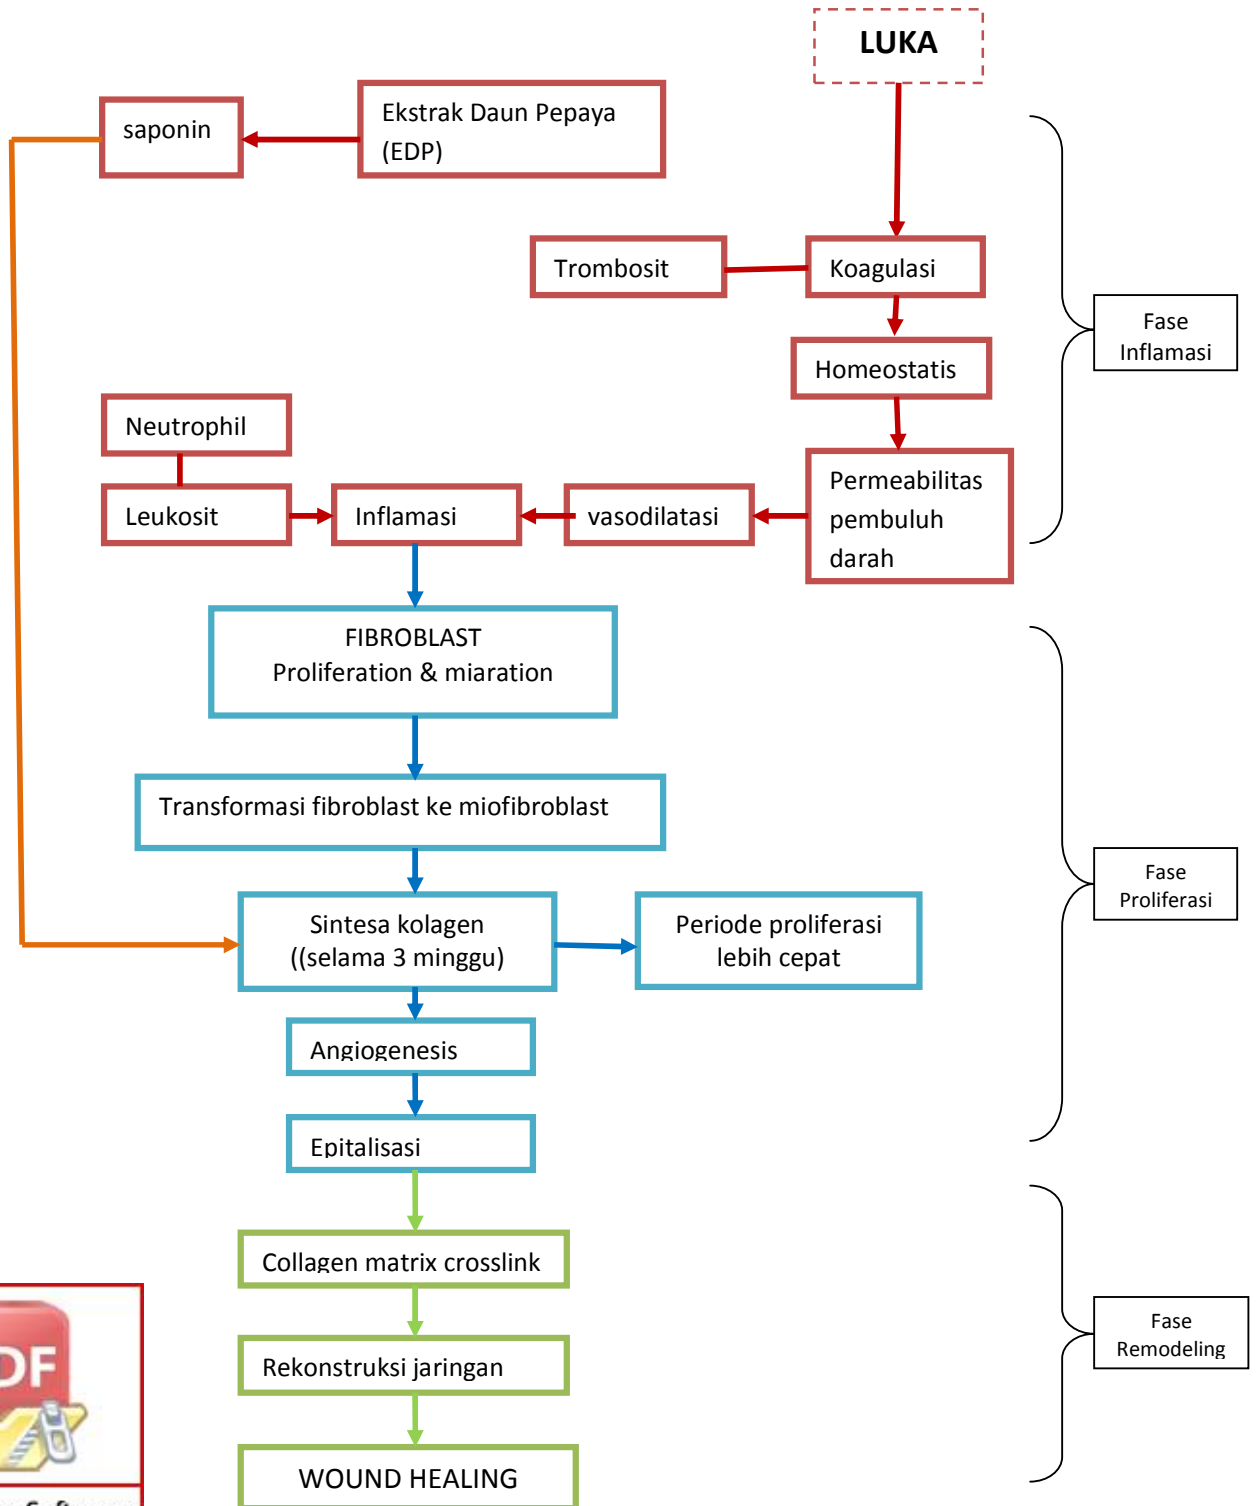 LUKA
saponin
Ekstrak Daun Pepaya
(EDP)
Trombosit
Koagulasi
Fase
Inflamasi
Homeostatis
Neutrophil
Leukosit
Inflamasi
vasodilatasi
Permeabilitas
pembuluh
darah
FIBROBLAST
Proliferation & miaration
Transformasi fibroblast ke miofibroblast
Fase
Proliferasi
Sintesa kolagen
((selama 3 minggu)
Periode proliferasi
lebih cepat
Angiogenesis
Epitalisasi
Collagen matrix crosslink
Fase
Remodeling
Rekonstruksi jaringan
DF
WOUND HEALING